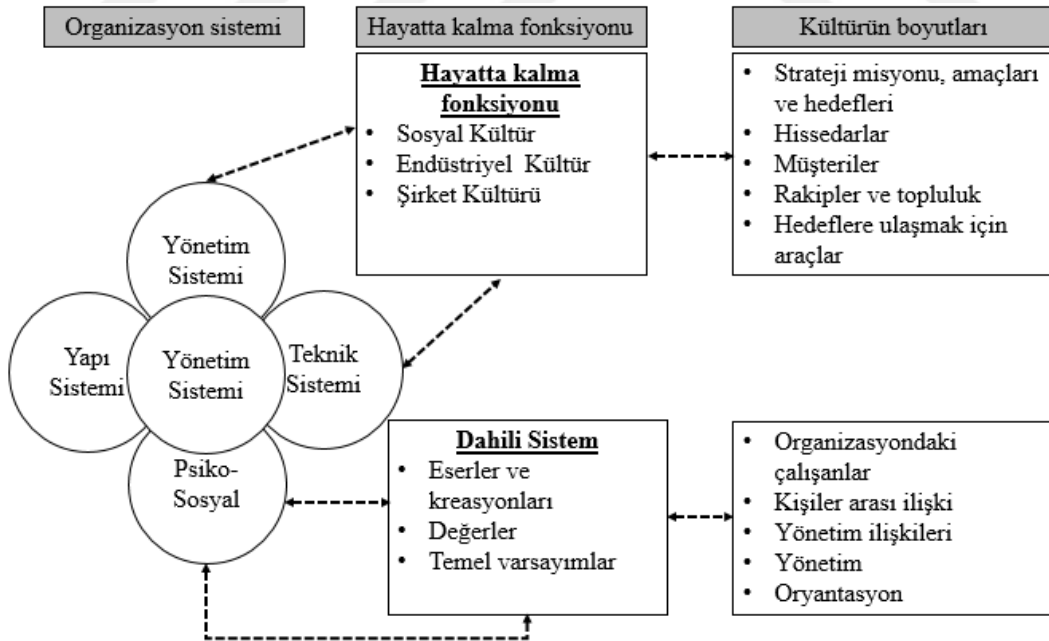 Organizasyon sistemi
Hayatta kalma fonksiyonu
Kültürün boyutları
Hayatta kalma
fonksiyonu
• Sosyal Kültür
• Endüstriyel Kültür
• Şirket Kültürü
• Strateji misyonu, amaçları
ve hedefleri
• Hissedarlar
• Müşteriler
• Rakipler ve topluluk
• Hedeflere ulaşmak için
araçlar
Yönetim
Sistemi
Yapı
Sistemi
Yönetim
Sistemi
Teknik
Sistemi
Psiko-
Sosyal
Dahili Sistem
• Eserler ve
kreasyonları
• Değerler
• Temel varsayımlar
• Organizasyondaki
çalışanlar
• Kişiler arası ilişki
• Yönetim ilişkileri
• Yönetim
• Oryantasyon